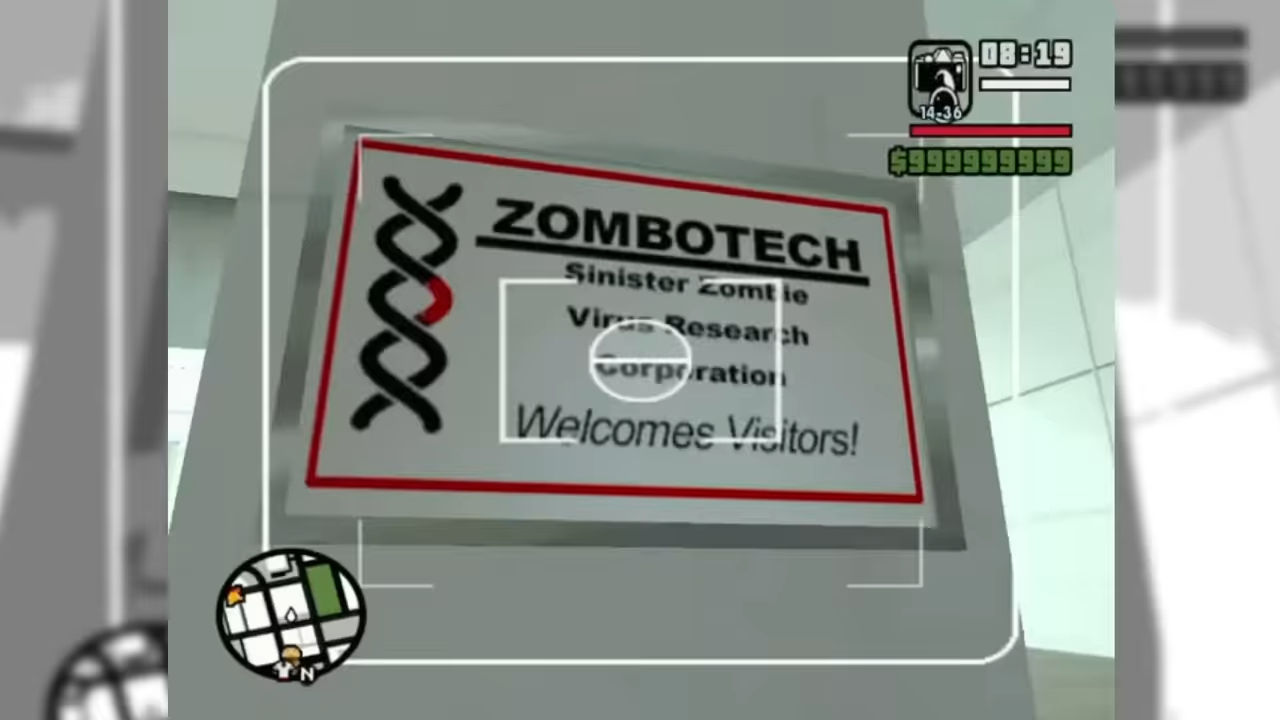 08:19
14-36
$999999999
ZOMBOTECH
Sinister Zombie
Virus Research
Corporation
Welcomes Visitors!
N